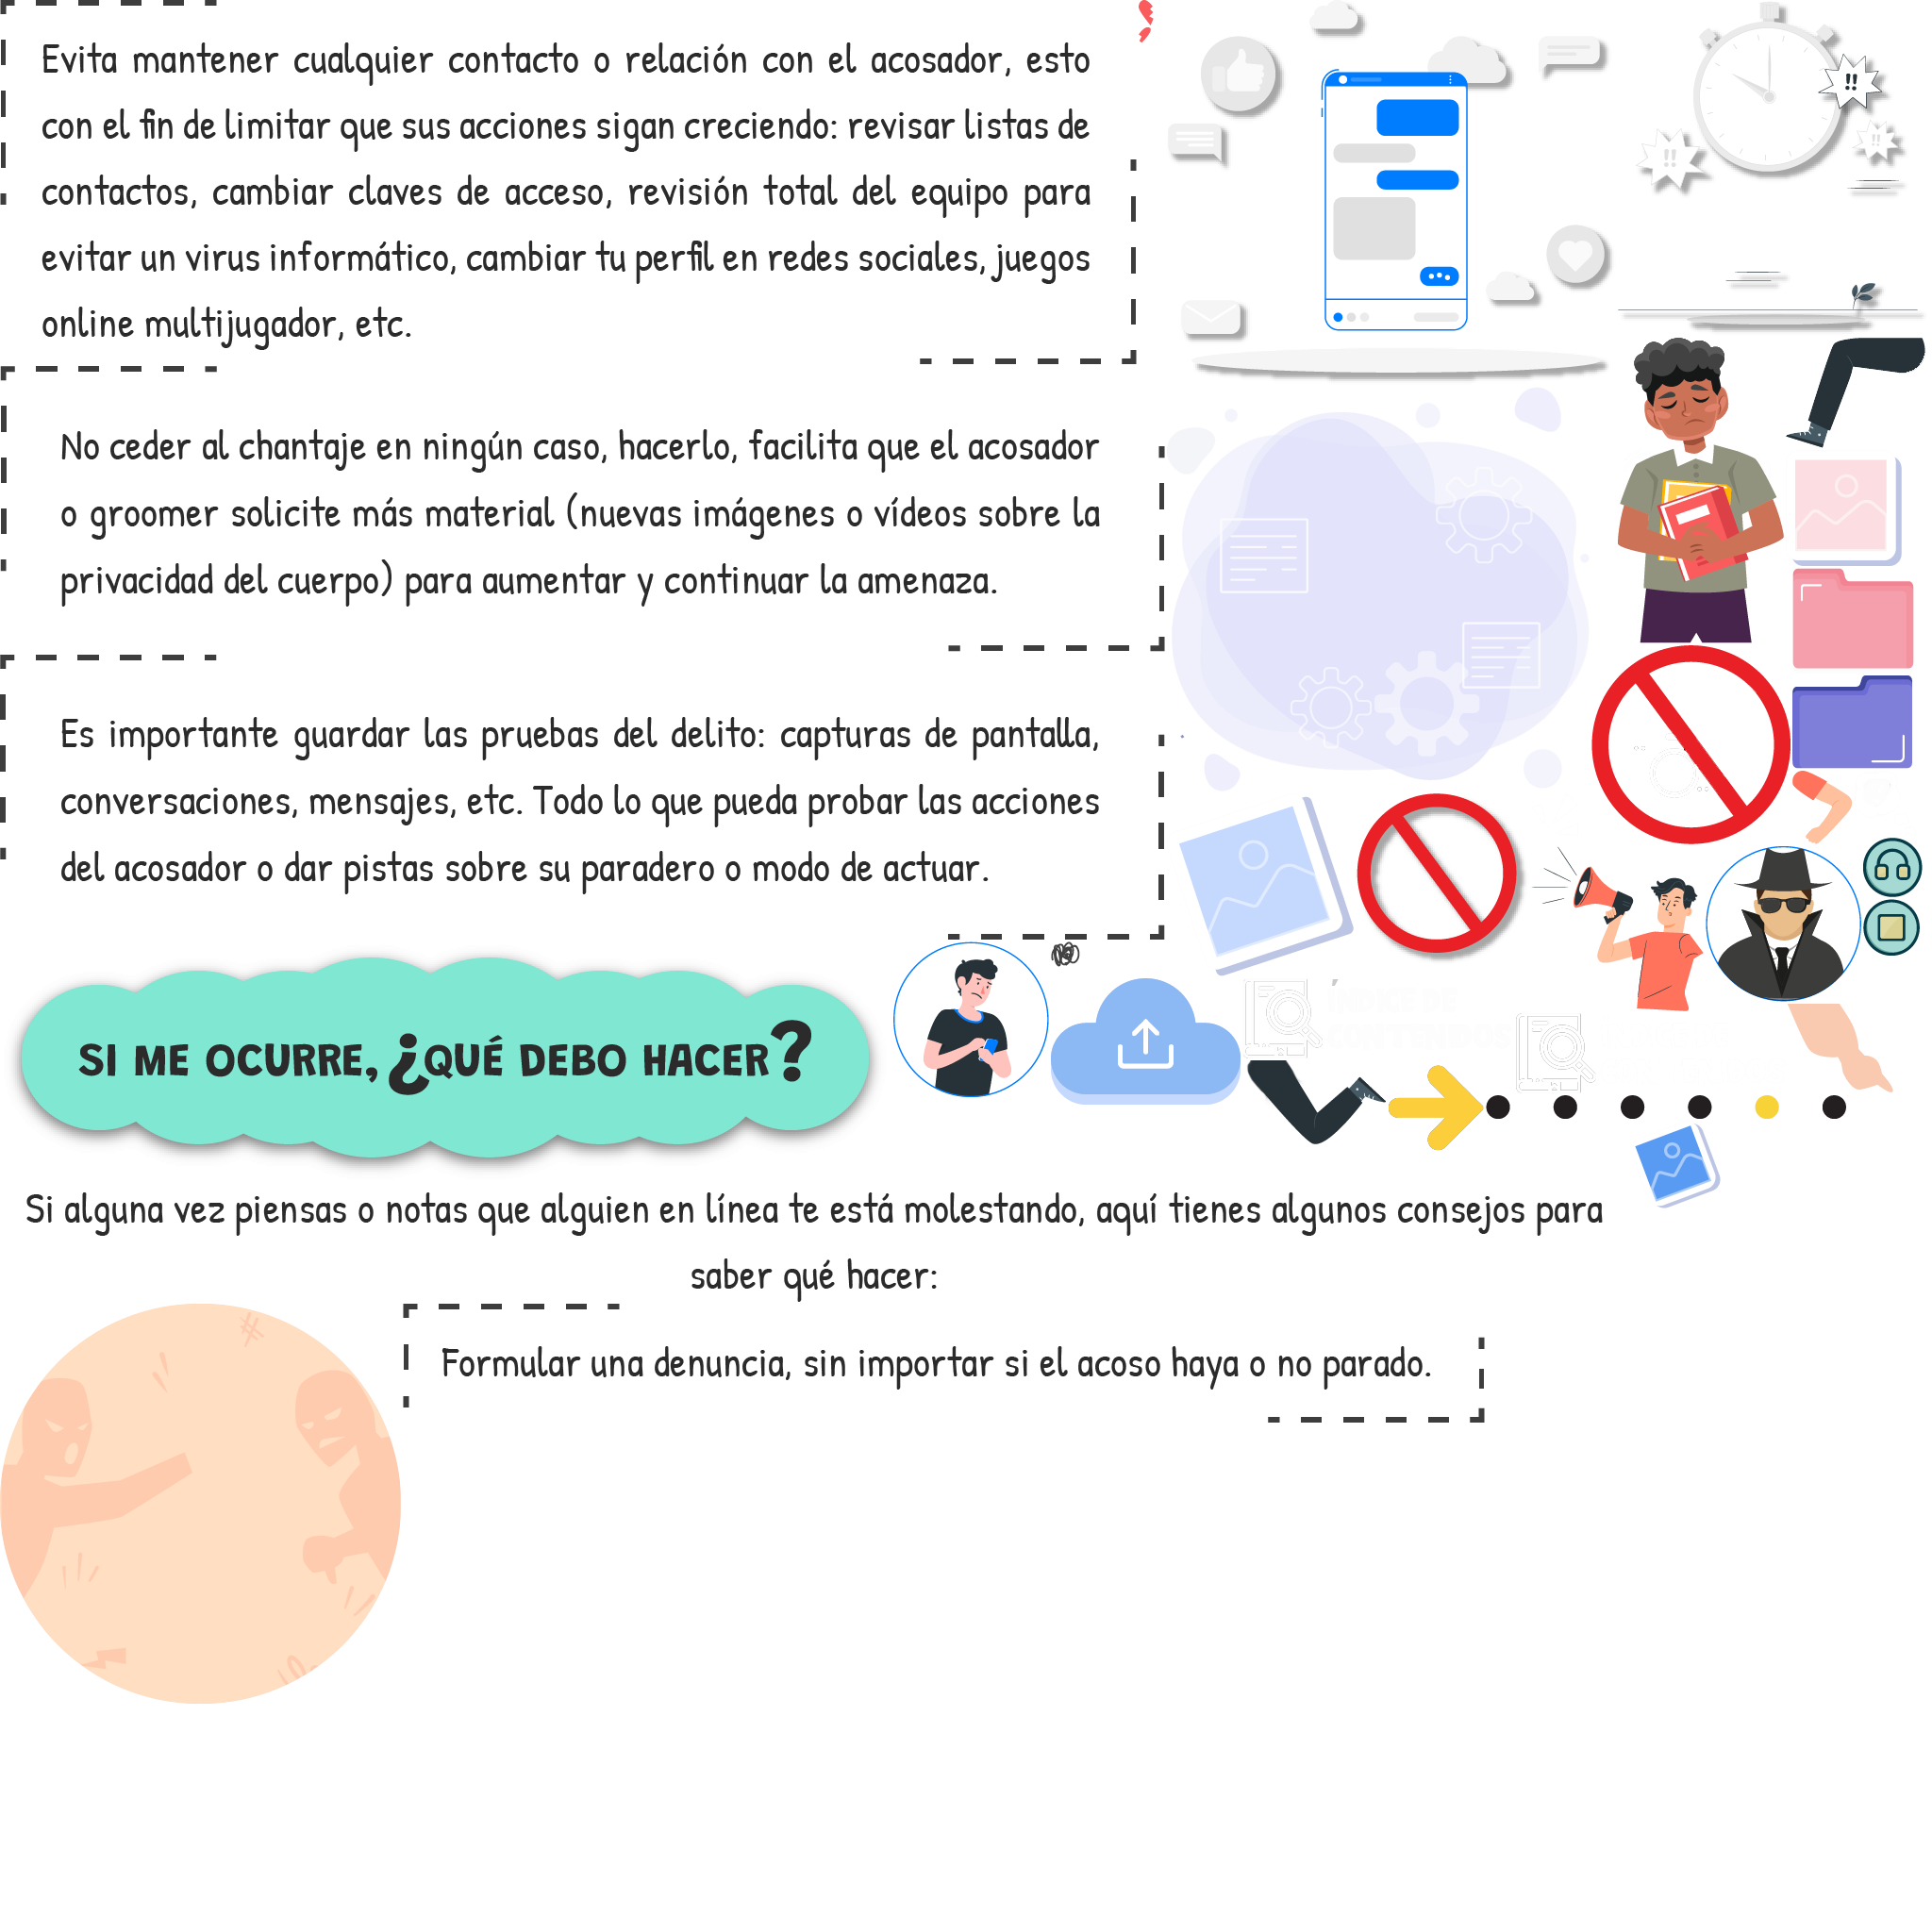 Evita mantener cualquier contacto o relación con el acosador, esto
con el fin de limitar que sus acciones sigan creciendo: revisar listas de
contactos, cambiar claves de acceso, revisión total del equipo para
evitar un virus informático, cambiar tu perfil en redes sociales, juegos
online multijugador, etc.
!!
!!
!!
No ceder al chantaje en ningún caso, hacerlo, facilita que el acosador
o groomer solicite más material (nuevas imágenes o vídeos sobre la
privacidad del cuerpo) para aumentar y continuar la amenaza.
Es importante guardar las pruebas del delito: capturas de pantalla,
conversaciones, mensajes, etc. Todo lo que pueda probar las acciones
del acosador o dar pistas sobre su paradero o modo de actuar.
SI ME OCURRE, ¿QUÉ DEBO HACER?
Si alguna vez piensas o notas que alguien en línea te está molestando, aquí tienes algunos consejos para
saber qué hacer:
Formular una denuncia, sin importar si el acoso haya o no parado.